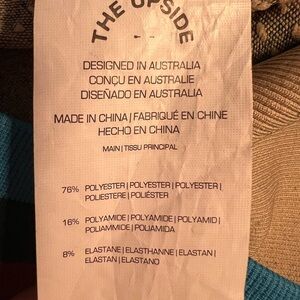 THE UPSIDE
DESIGNED IN AUSTRALIA
CONÇU EN AUSTRALIE
DISEÑADO EN AUSTRALIA
MADE IN CHINA | FABRIQUÉ EN CHINE
HECHO EN CHINA
MAIN | TISSU PRINCIPAL
76% POLYESTER | POLYESTER | POLYESTER |
POLIESTERE | POLIÉSTER
16% POLYAMIDE | POLYAMIDE | POLYAMID |
POLIAMMIDE | POLIAMIDA
8% ELASTANE | ELASTHANNE | ELASTAN |
ELASTAN | ELASTANO